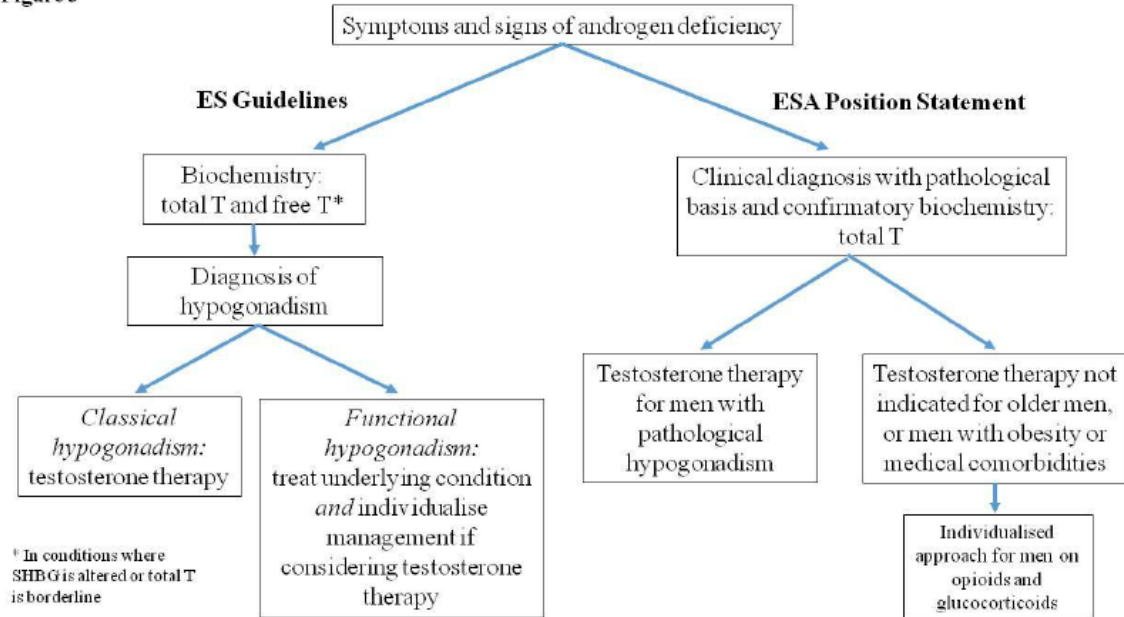 Figure 3
Symptoms and signs of androgen deficiency
ES Guidelines
ESA Position Statement
Biochemistry:
total T and free T*
Clinical diagnosis with pathological
basis and confirmatory biochemistry:
total T
Diagnosis of
hypogonadism
Classical
hypogonadism:
testosterone therapy
Functional
hypogonadism:
treat underlying condition
and individualise
management if
considering testosterone
therapy
Testosterone therapy
for men with
pathological
hypogonadism
Testosterone therapy not
indicated for older men,
or men with obesity or
medical comorbidities
Individualised
approach for men on
opioids and
glucocorticoids
* In conditions where
SHBG is altered or total T
is borderline